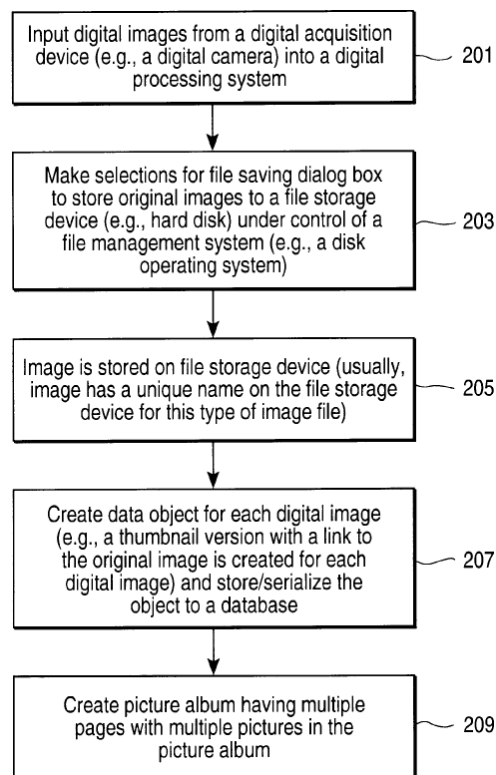 Input digital images from a digital acquisition
device (e.g., a digital camera) into a digital
processing system
201
Make selections for file saving dialog box
to store original images to a file storage
device (e.g., hard disk) under control of a
file management system (e.g., a disk
operating system)
203
Image is stored on file storage device (usually,
image has a unique name on the file storage
device for this type of image file)
205
Create data object for each digital image
(e.g., a thumbnail version with a link to
the original image is created for each
digital image) and store/serialize the
object to a database
207
Create picture album having multiple
pages with multiple pictures in the
picture album
209